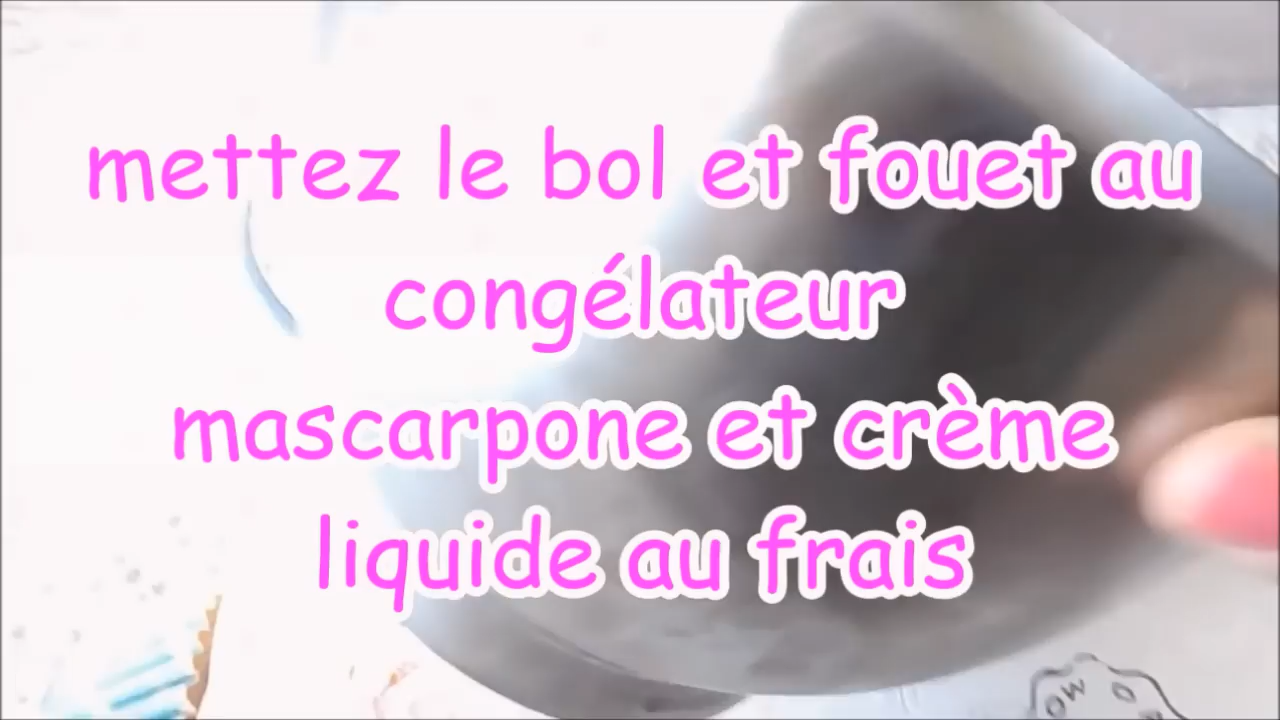 mettez le bol et fouet au
congélateur
mascarpone et crème
liquide au frais